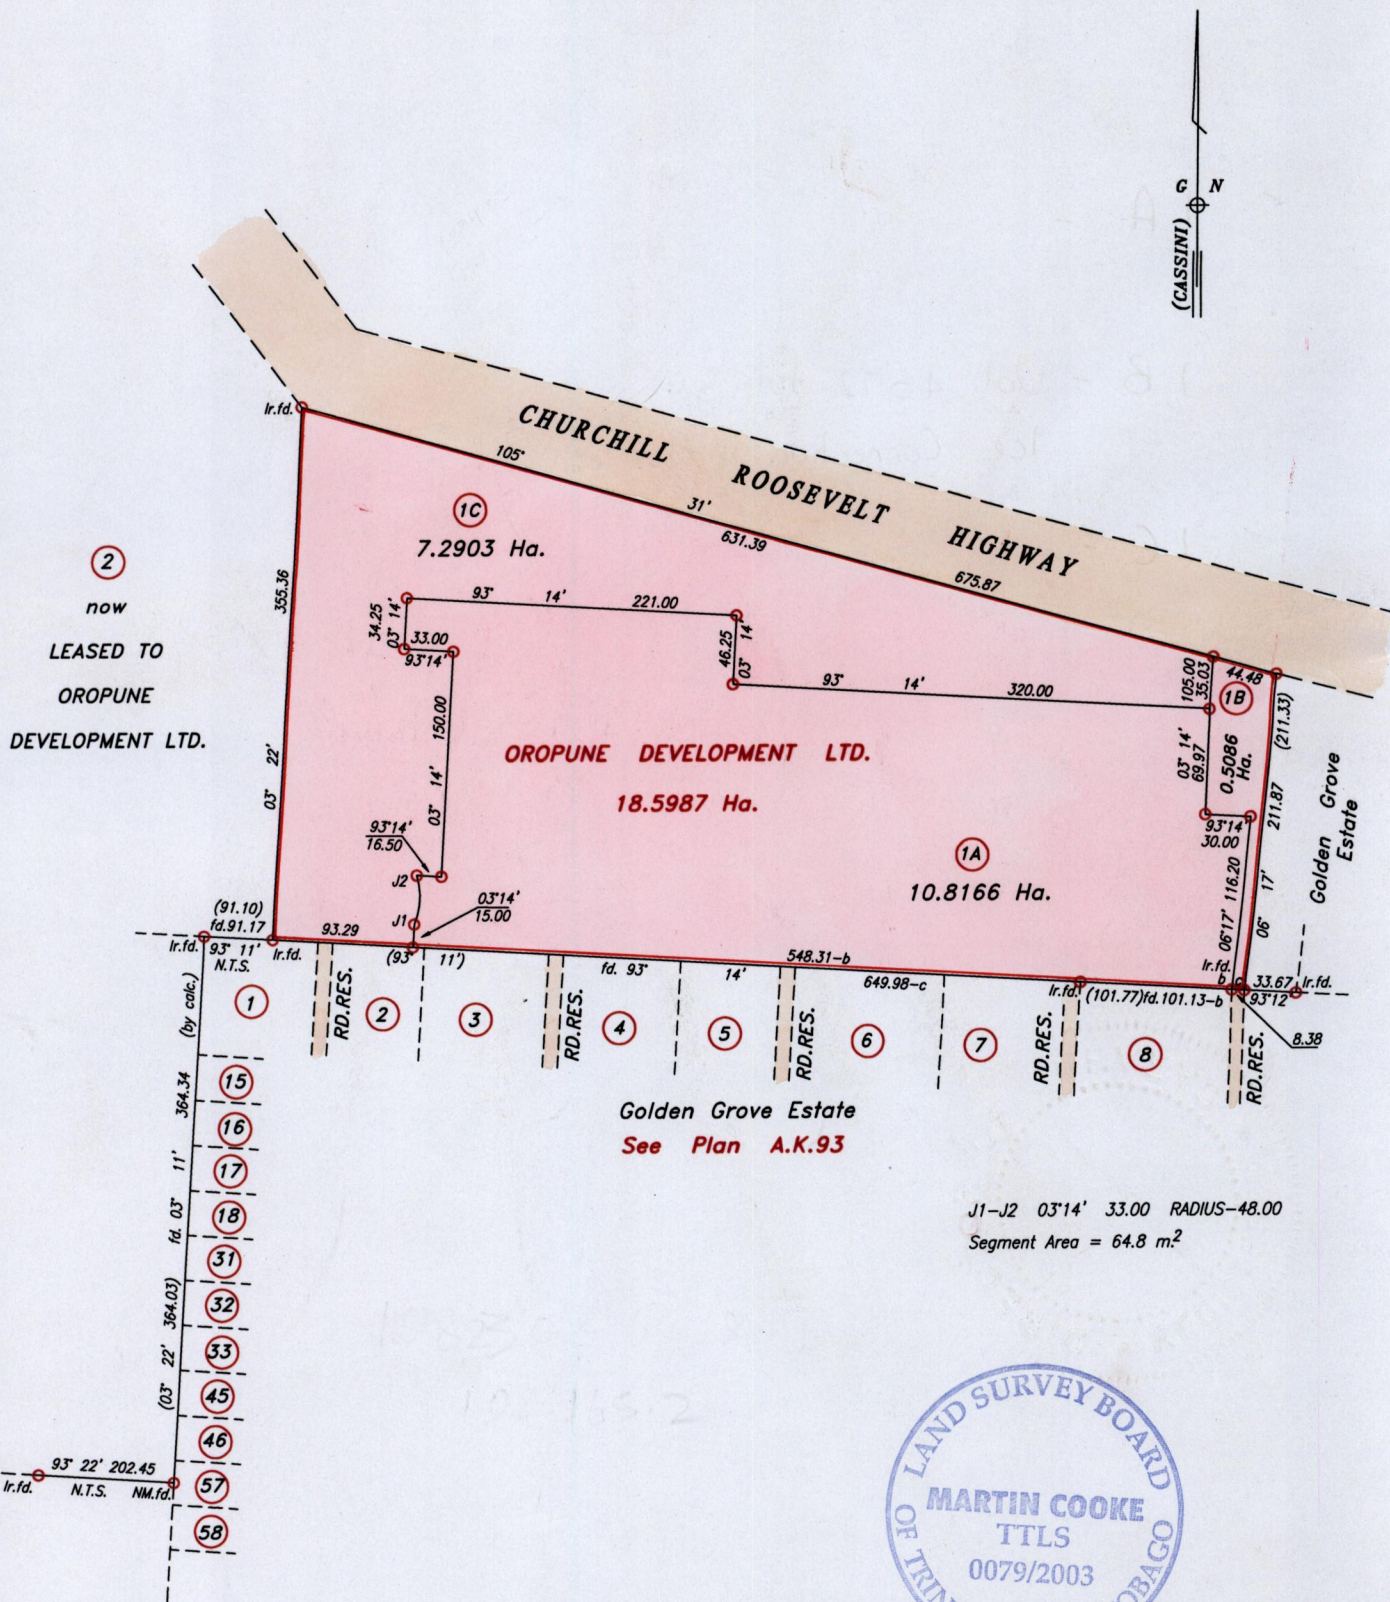 G N
(CASSINI)
Ir.fd.
CHURCHILL ROOSEVELT HIGHWAY
105° 31' 631.39
675.87
1C
7.2903 Ha.
2
now
LEASED TO
OROPUNE
DEVELOPMENT LTD.
03° 22' 355.36
93° 14' 221.00
03° 14' 34.25
33.00
93°14'
03° 14' 46.25
93° 14' 320.00
105.00
35.03
44.48
1B
(211.33)
03° 14' 150.00
OROPUNE DEVELOPMENT LTD.
18.5987 Ha.
03° 14'
69.97
0.5086
Ha.
06° 17' 211.87
Golden Grove
Estate
93°14'
16.50
93°14'
30.00
1A
10.8166 Ha.
J2
03°14'
15.00
06°17' 116.20
J1
(91.10)
fd.91.17
93.29
Ir.fd.
93° 11'
N.T.S.
Ir.fd.
(93° 11')
548.31-b
fd. 93° 14'
649.98-c
Ir.fd.
(101.77)fd.101.13-b
Ir.fd.
b c
33.67
93°12
Ir.fd.
8.38
1
RD.RES.
2
3
RD.RES.
4
5
RD.RES.
6
7
RD.RES.
8
RD.RES.
Golden Grove Estate
See Plan A.K.93
(by calc.)
fd. 03° 11' 364.34
(03° 22' 364.03)
15
16
17
18
31
32
33
45
46
57
58
J1-J2 03°14' 33.00 RADIUS-48.00
Segment Area = 64.8 m.²
93° 22' 202.45
Ir.fd.
N.T.S.
NM.fd.
LAND SURVEY BOARD
MARTIN COOKE
TTLS
0079/2003